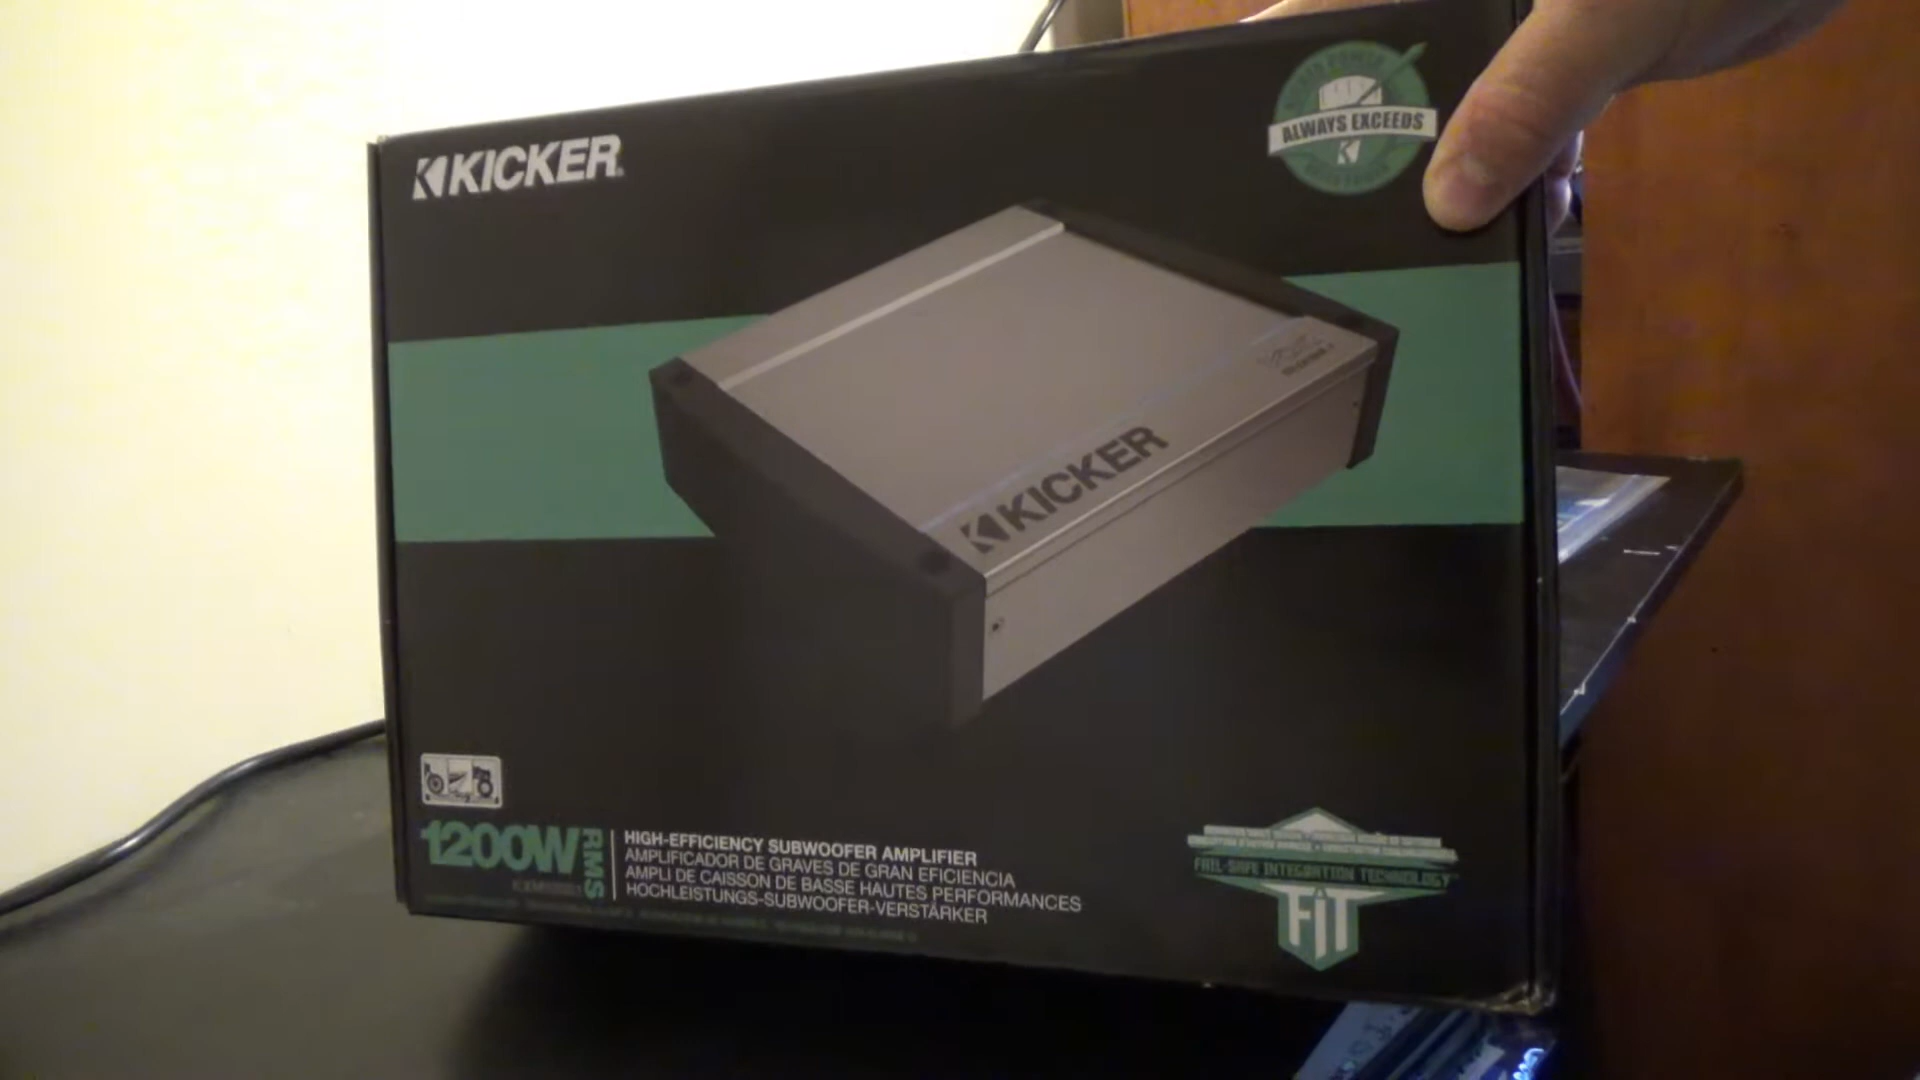 KICKER
ALWAYS EXCEEDS
KICKER
1200W RMS
HIGH-EFFICIENCY SUBWOOFER AMPLIFIER
AMPLIFICADOR DE GRAVES DE GRAN EFICIENCIA
AMPLI DE CAISSON DE BASSE HAUTES PERFORMANCES
HOCHLEISTUNGS-SUBWOOFER-VERSTÄRKER
FAIL-SAFE INTEGRATION TECHNOLOGY
FiT